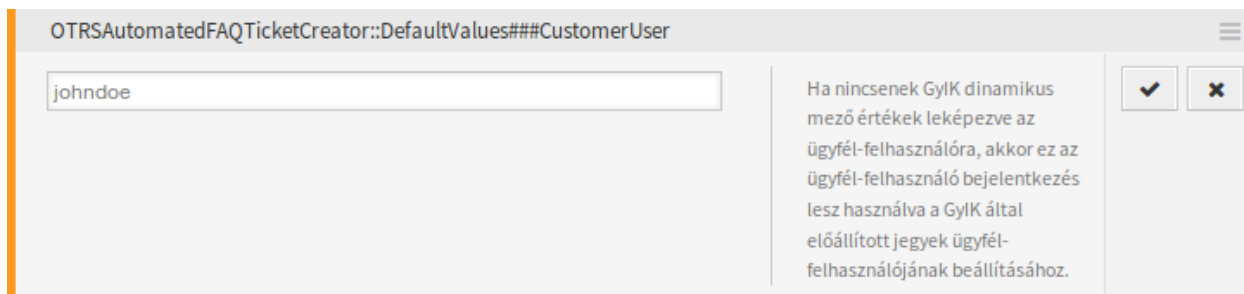 OTRSAutomatedFAQTicketCreator::DefaultValues###CustomerUser
johndoe
Ha nincsenek GyIK dinamikus
mező értékek leképezve az
ügyfél-felhasználóra, akkor ez az
ügyfél-felhasználó bejelentkezés
lesz használva a GyIK által
előállított jegyek ügyfél-
felhasználójának beállításához.